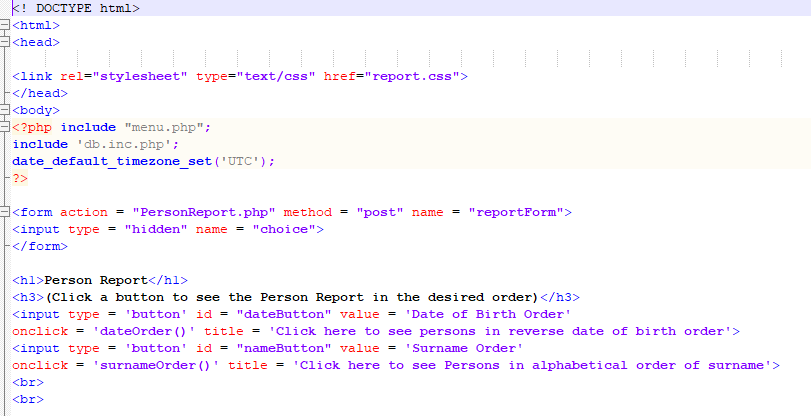 <! DOCTYPE html>
<html>
<head>
<link rel="stylesheet" type="text/css" href="report.css">
</head>
<body>
<?php include "menu.php";
include 'db.inc.php';
date_default_timezone_set('UTC');
?>
<form action = "PersonReport.php" method = "post" name = "reportForm">
<input type = "hidden" name = "choice">
</form>
<h1>Person Report</h1>
<h3>(Click a button to see the Person Report in the desired order)</h3>
<input type = 'button' id = "dateButton" value = 'Date of Birth Order'
onclick = 'dateOrder()' title = 'Click here to see persons in reverse date of birth order'>
<input type = 'button' id = "nameButton" value = 'Surname Order'
onclick = 'surnameOrder()' title = 'Click here to see Persons in alphabetical order of surname'>
<br>
<br>